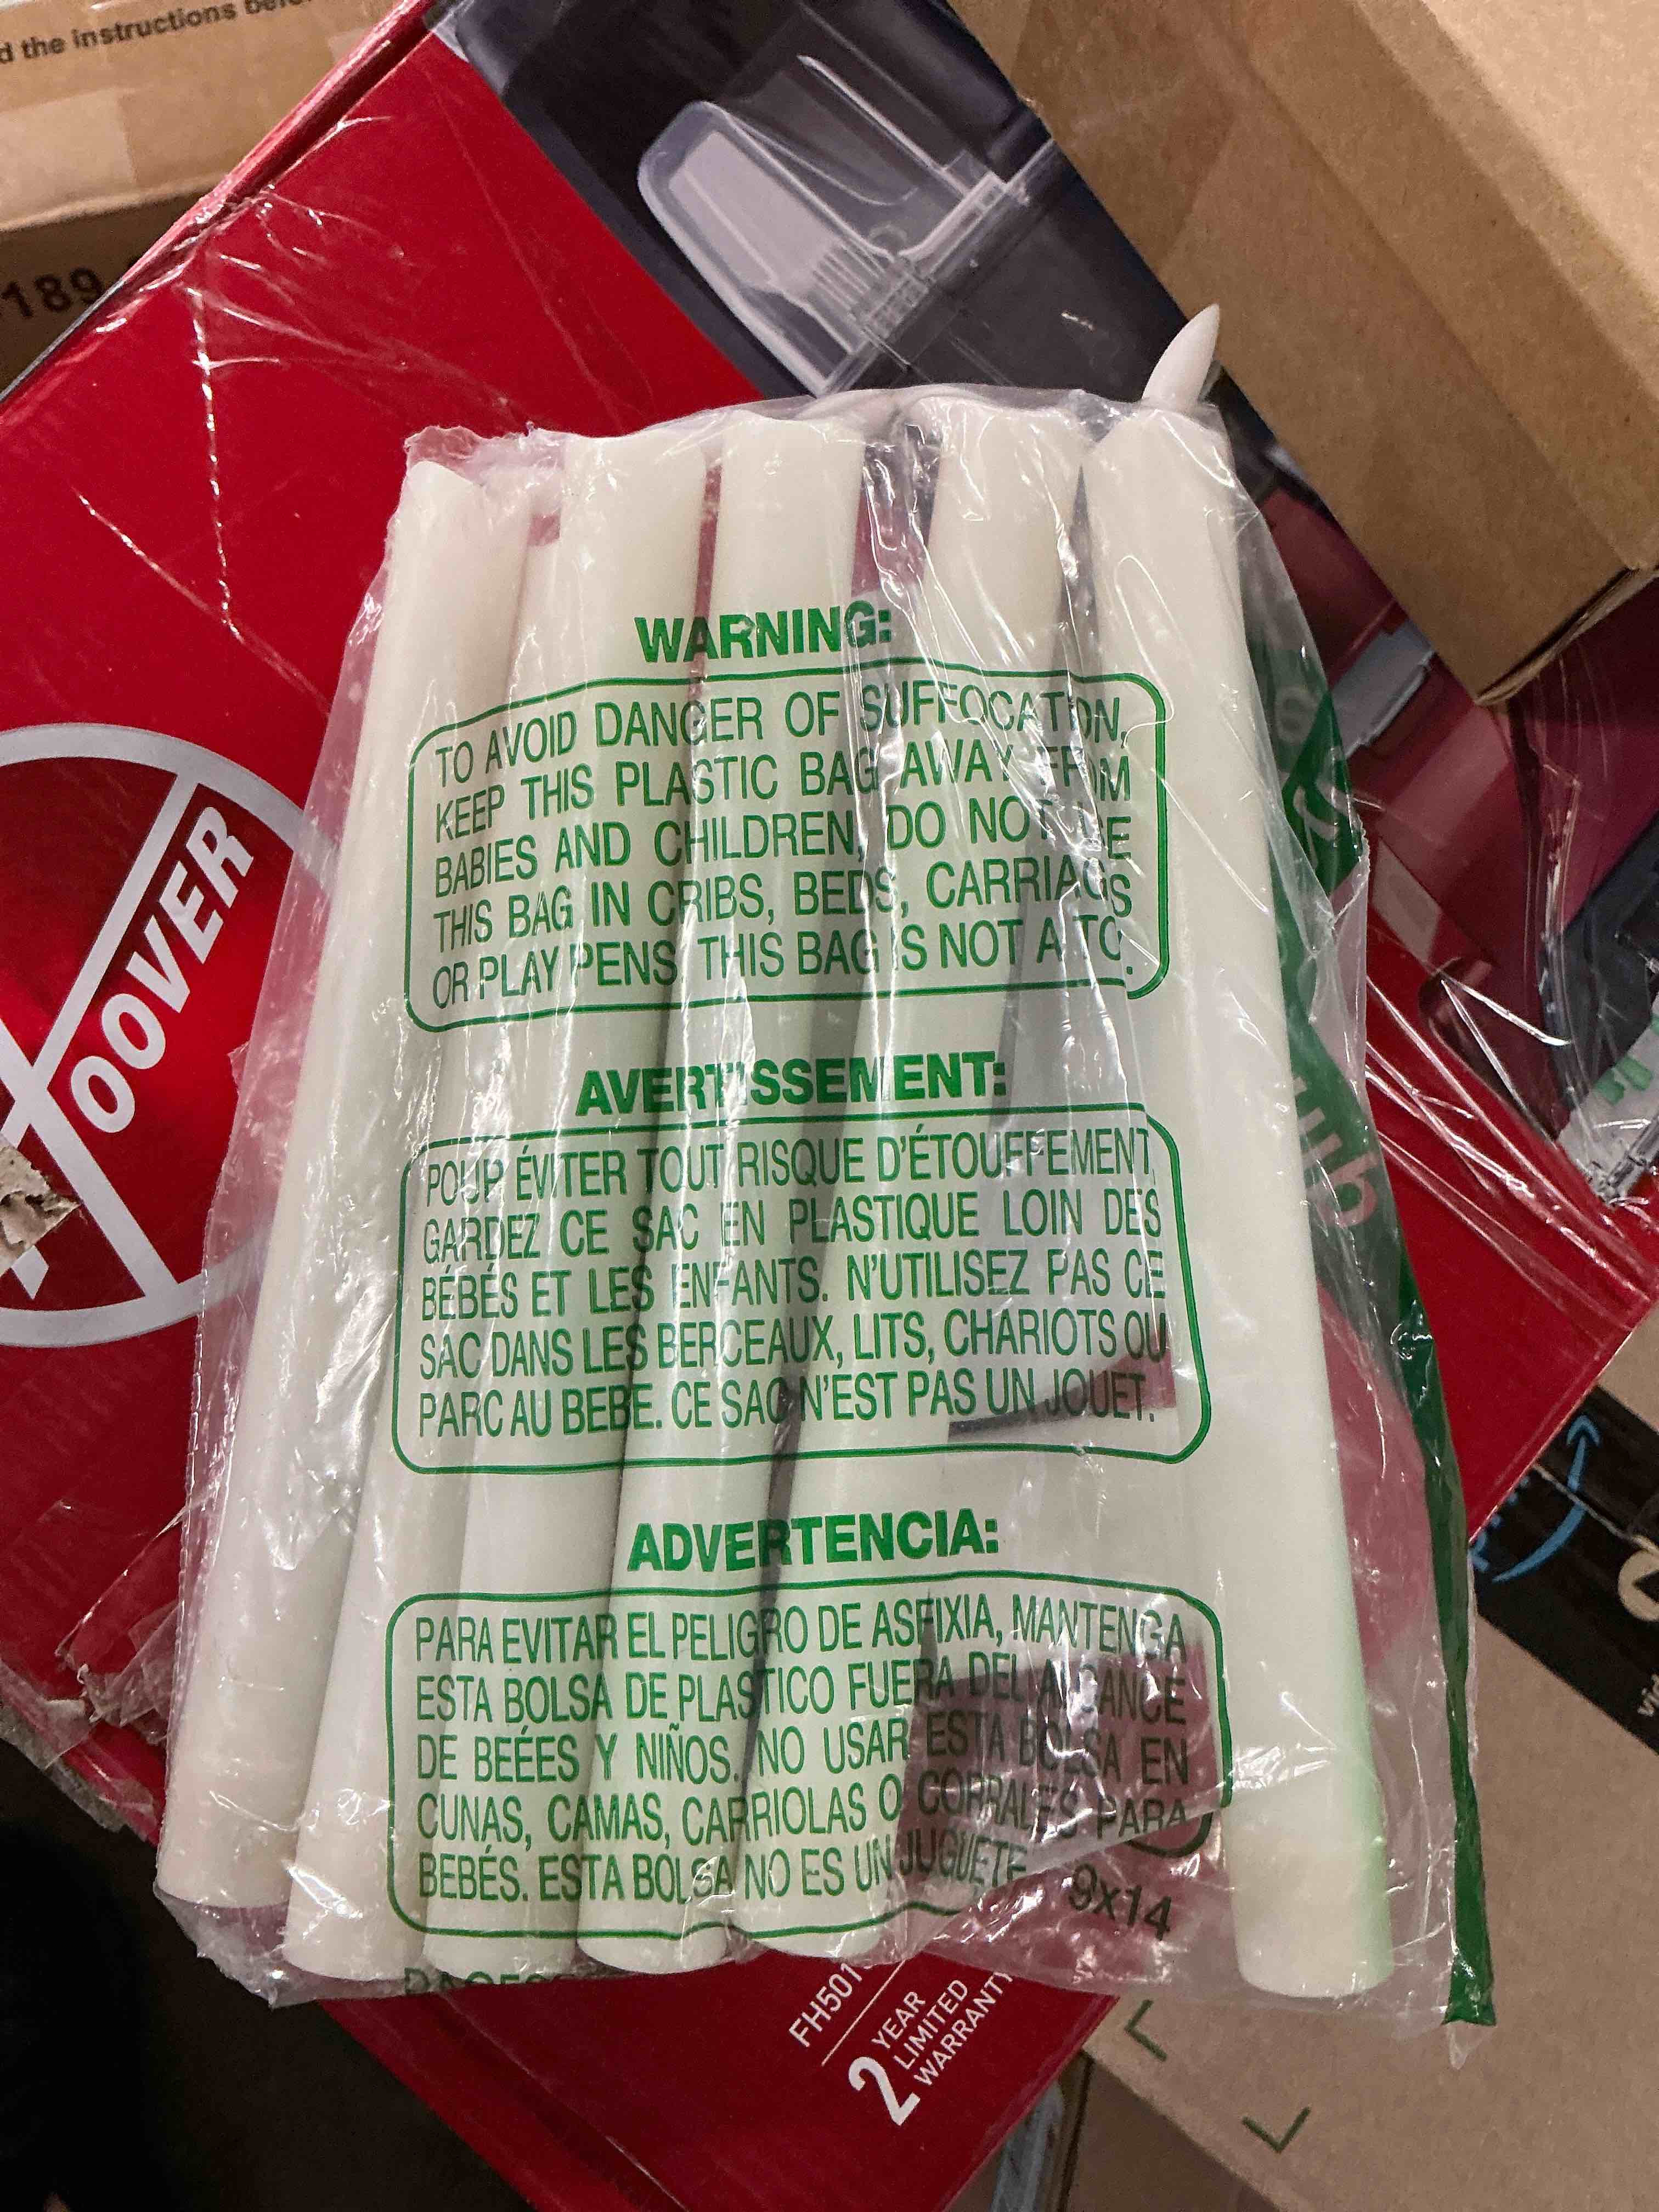 d the instructions
189
WARNING:
TO AVOID DANGER OF SUFFOCATION,
KEEP THIS PLASTIC BAG AWAY FROM
BABIES AND CHILDREN, DO NOT
THIS BAG IN CRIBS, BEDS, CARRIAGS
OR PLAY PENS. THIS BAG IS NOT A
OOVER
AVERTISSEMENT:
POUR ÉVITER TOUT RISQUE D'ÉTOUFFEMENT,
GARDEZ CE SAC EN PLASTIQUE LOIN DES
BÉBÉS ET LES ENFANTS. N'UTILISEZ PAS CE
SAC DANS LES BERCEAUX, LITS, CHARIOTS OU
PARC AU BEBE. CE SAC N'EST PAS UN JOUET.
ADVERTENCIA:
PARA EVITAR EL PELIGRO DE ASFIXIA, MANTENGA
ESTA BOLSA DE PLASTICO FUERA DEL ALCANCE
DE BEÉES Y NIÑOS. NO USAR ESTA BOLSA EN
CUNAS, CAMAS, CARRIOLAS O CORRALES PARA
BEBÉS. ESTA BOLSA NO ES UN JUGUETE
9x14
FH501
2 YEAR
LIMITED
WARRANTY